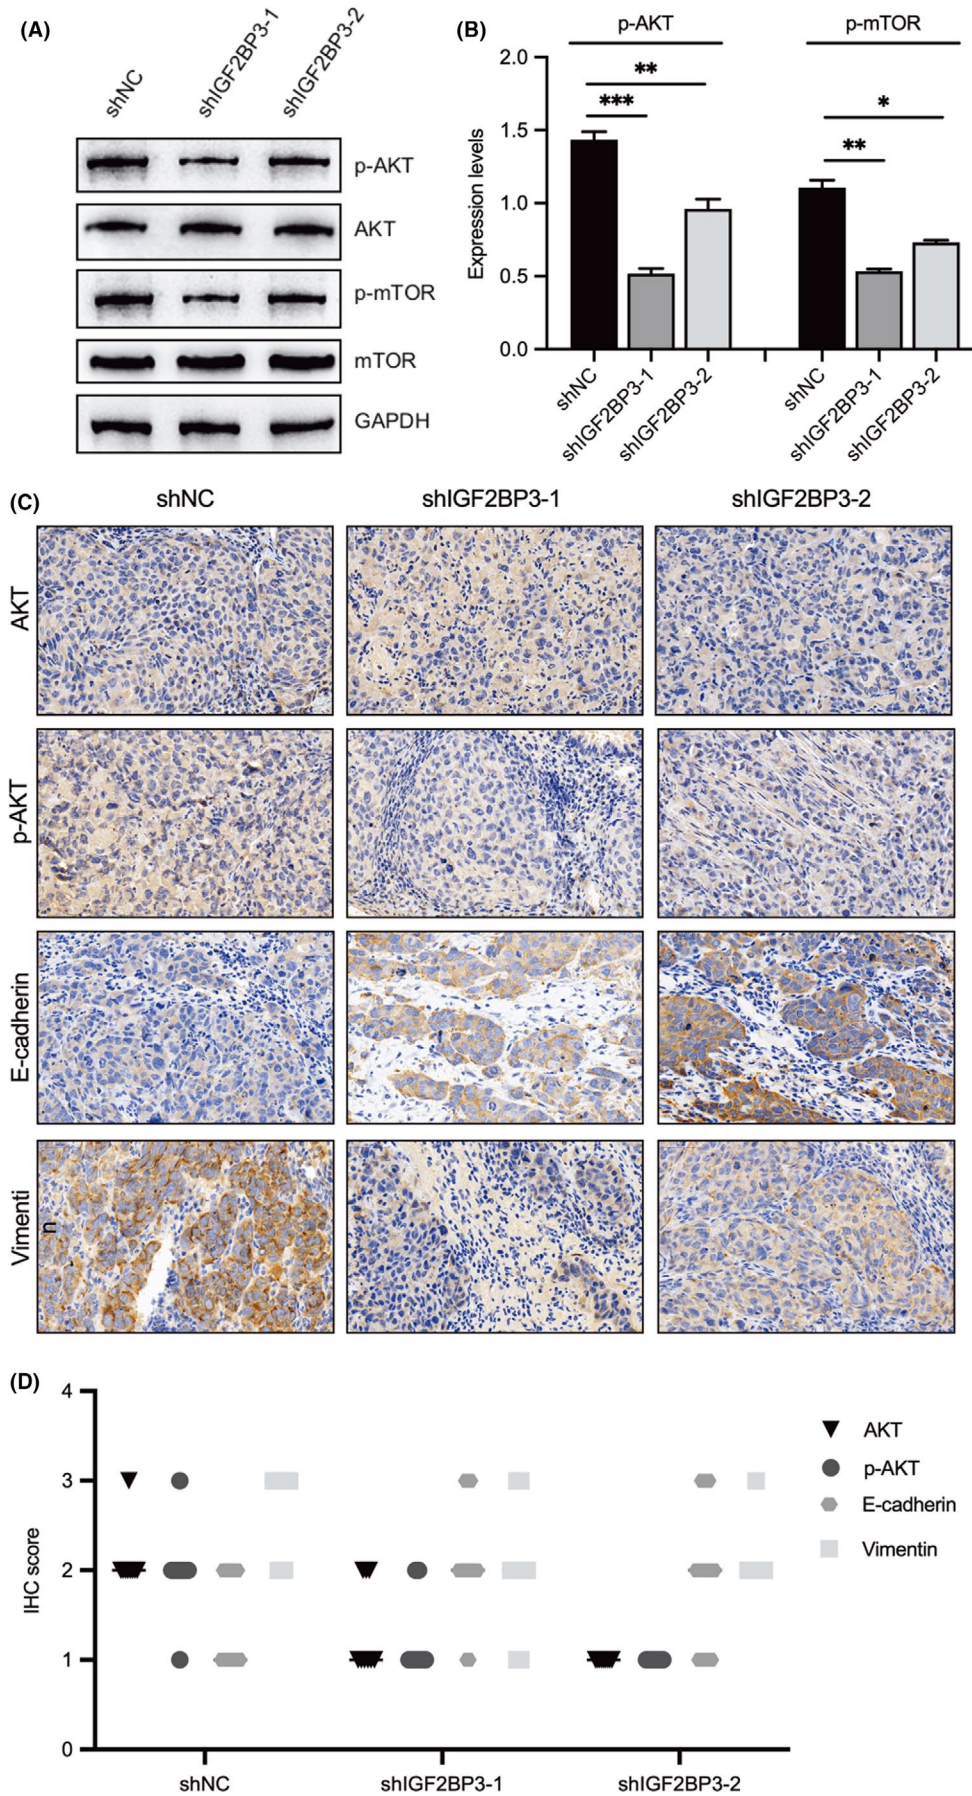 (A)
shNC
shIGF2BP3-1
shIGF2BP3-2
p-AKT
AKT
p-mTOR
mTOR
GAPDH
(B)
p-AKT
p-mTOR
Expression levels
2.0
1.5
1.0
0.5
0.0
***
**
**
*
shNC
shIGF2BP3-1
shIGF2BP3-2
shNC
shIGF2BP3-1
shIGF2BP3-2
(C)
shNC
shIGF2BP3-1
shIGF2BP3-2
AKT
p-AKT
E-cadherin
Vimenti
n
(D)
IHC score
4
3
2
1
0
shNC
shIGF2BP3-1
shIGF2BP3-2
AKT
p-AKT
E-cadherin
Vimentin